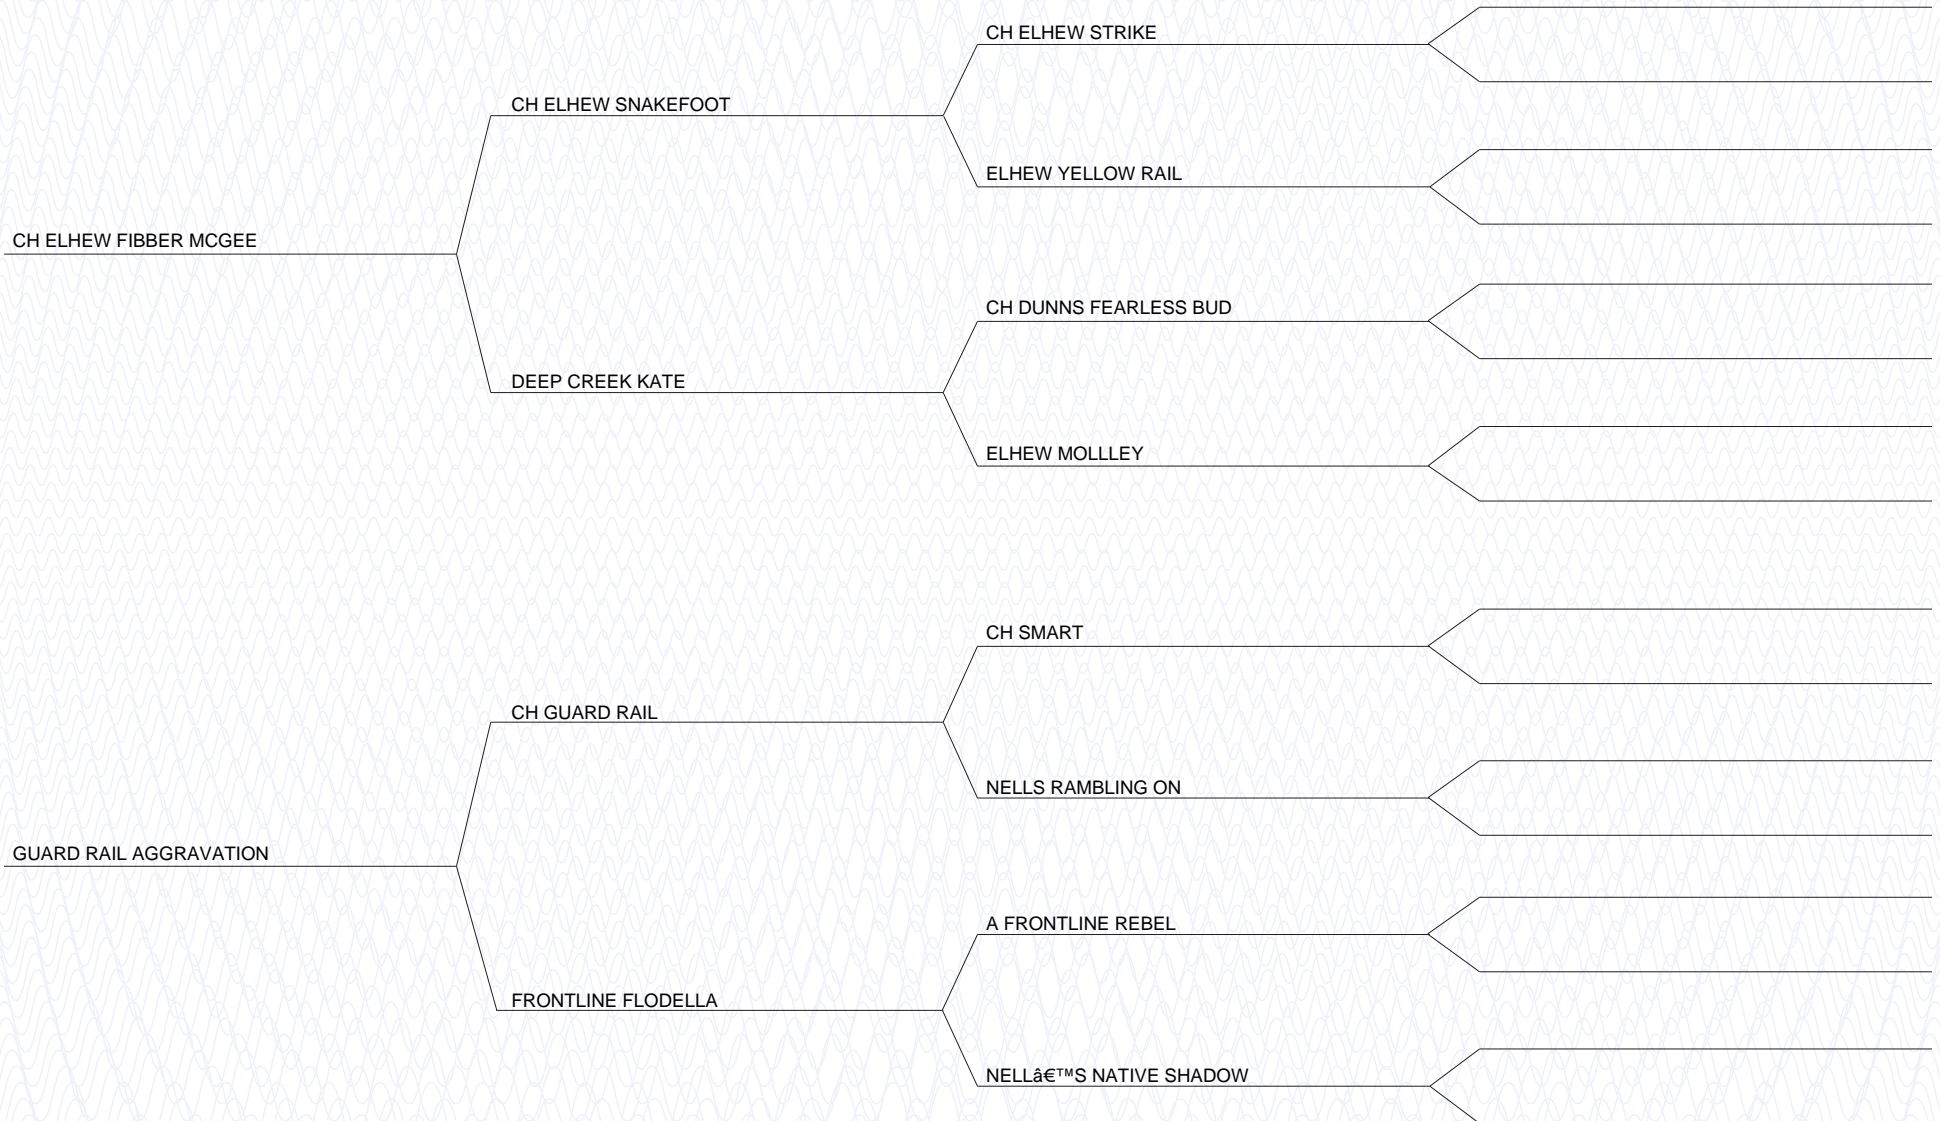 CH ELHEW STRIKE
CH ELHEW SNAKEFOOT
ELHEW YELLOW RAIL
CH ELHEW FIBBER MCGEE
CH DUNNS FEARLESS BUD
DEEP CREEK KATE
ELHEW MOLLLEY
CH SMART
CH GUARD RAIL
NELLS RAMBLING ON
GUARD RAIL AGGRAVATION
A FRONTLINE REBEL
FRONTLINE FLODELLA
NELLâ€™S NATIVE SHADOW